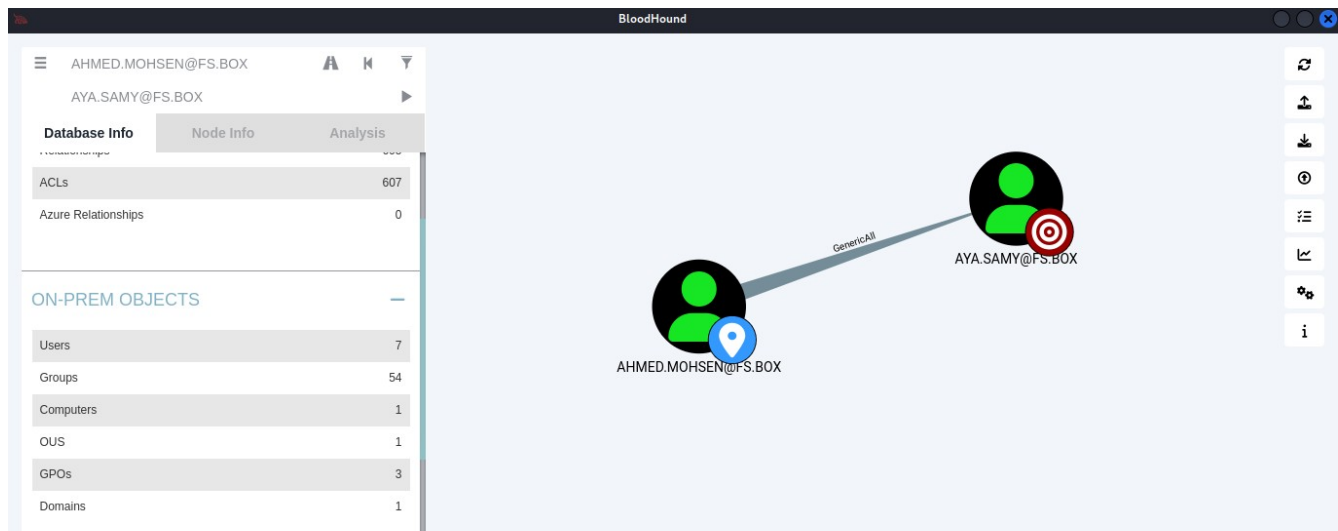 BloodHound
AHMED.MOHSEN@FS.BOX
AYA.SAMY@FS.BOX
Database Info Node Info Analysis
ACLs 607
Azure Relationships 0
ON-PREM OBJECTS
Users 7
Groups 54
Computers 1
OUS 1
GPOs 3
Domains 1
GenericAll
AYA.SAMY@FS.BOX
AHMED.MOHSEN@FS.BOX